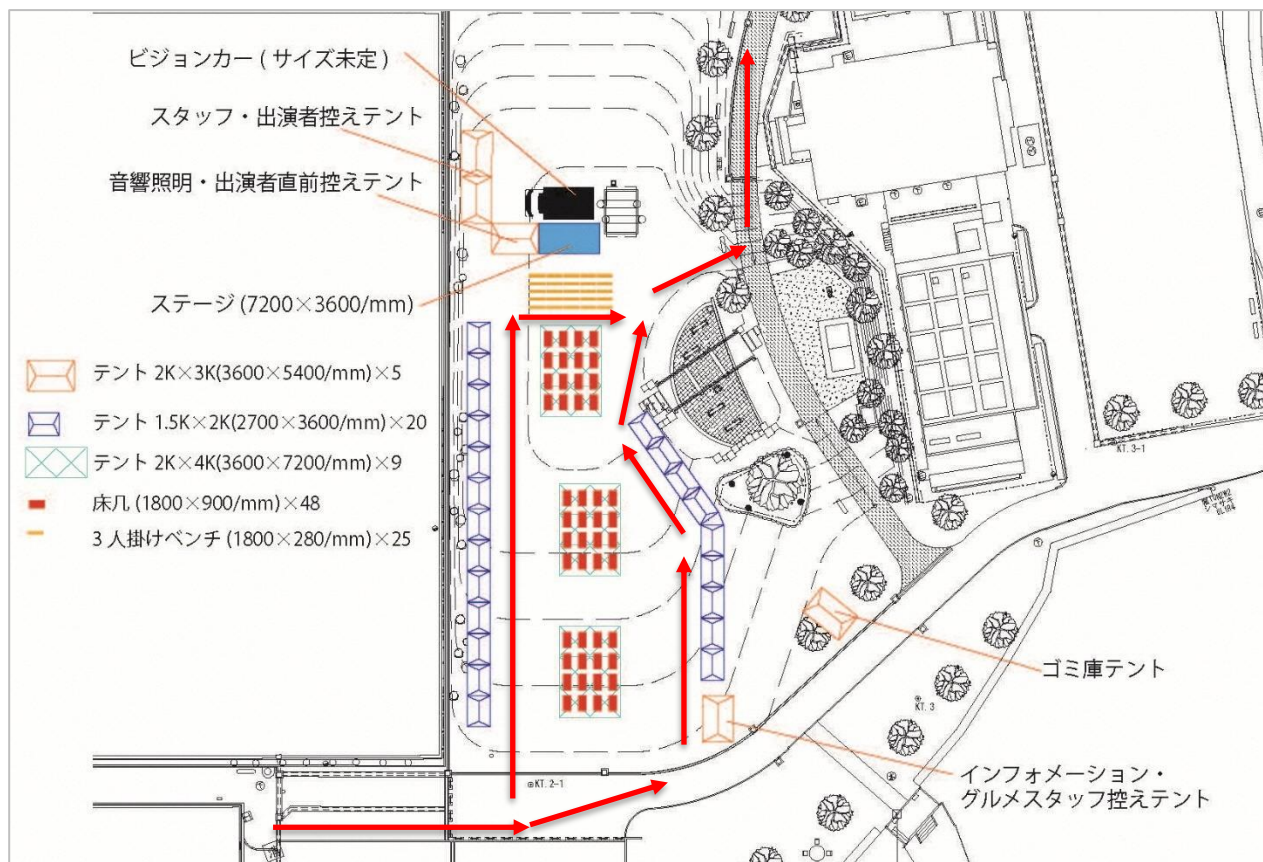 ビジョンカー ( サイズ未定 )
スタッフ・出演者控えテント
音響照明・出演者直前控えテント
ステージ (7200×3600/mm)
テント 2K×3K(3600×5400/mm)×5
テント 1.5K×2K(2700×3600/mm)×20
テント 2K×4K(3600×7200/mm)×9
床几 (1800×900/mm)×48
3 人掛けベンチ (1800×280/mm)×25
KT. 3-1
ゴミ庫テント
KT. 3
インフォメーション・
グルメスタッフ控えテント
KT. 2-1